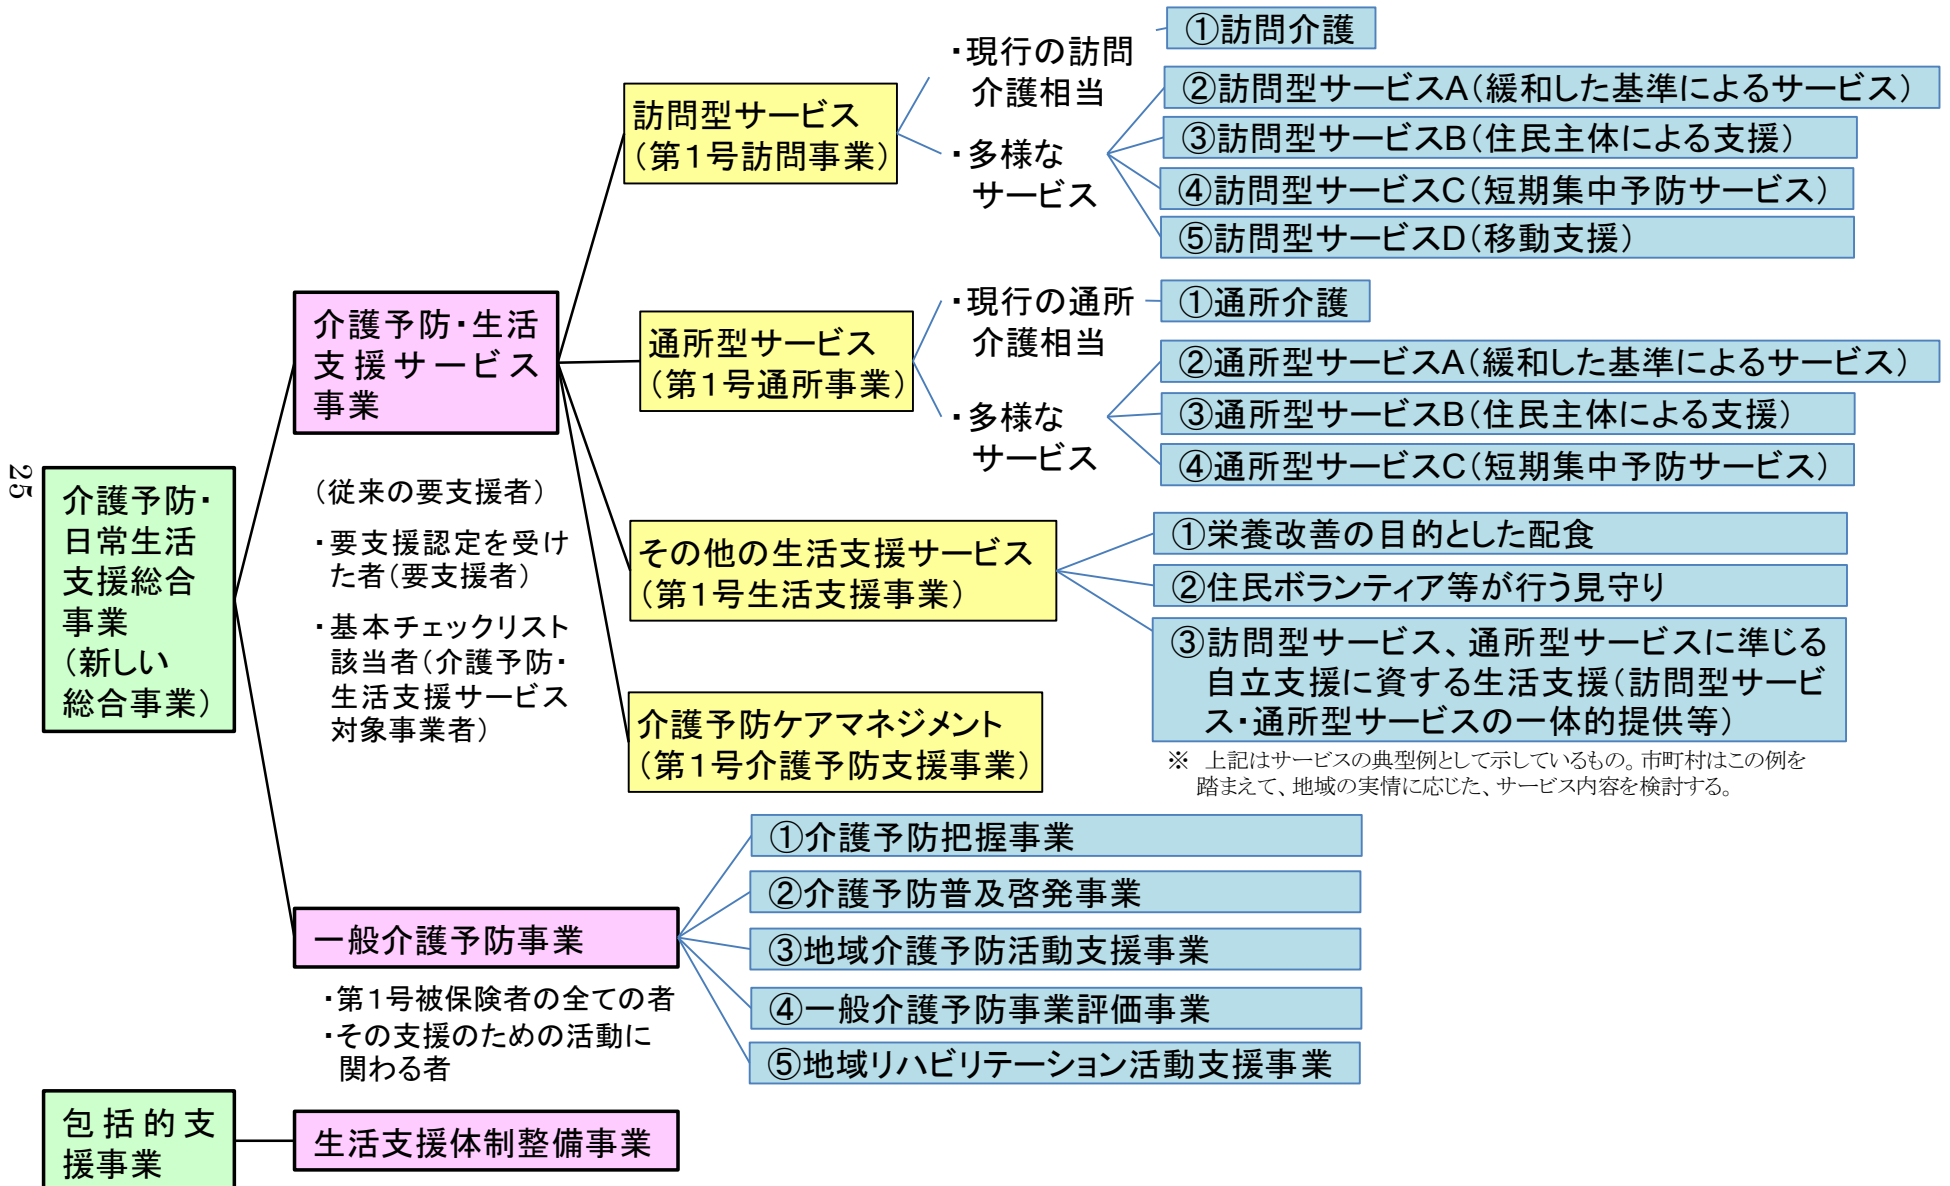 25
介護予防・
日常生活
支援総合
事業
（新しい
総合事業）
介護予防・生活
支援サービス
事業
（従来の要支援者）
・要支援認定を受け
た者（要支援者）
・基本チェックリスト
該当者（介護予防・
生活支援サービス
対象事業者）
訪問型サービス
（第１号訪問事業）
・現行の訪問
介護相当
・多様な
サービス
①訪問介護
②訪問型サービスA（緩和した基準によるサービス）
③訪問型サービスB（住民主体による支援）
④訪問型サービスC（短期集中予防サービス）
⑤訪問型サービスD（移動支援）
通所型サービス
（第１号通所事業）
・現行の通所
介護相当
・多様な
サービス
①通所介護
②通所型サービスA（緩和した基準によるサービス）
③通所型サービスB（住民主体による支援）
④通所型サービスC（短期集中予防サービス）
その他の生活支援サービス
（第１号生活支援事業）
①栄養改善の目的とした配食
②住民ボランティア等が行う見守り
③訪問型サービス、通所型サービスに準じる
自立支援に資する生活支援（訪問型サービ
ス・通所型サービスの一体的提供等）
※　上記はサービスの典型例として示しているもの。市町村はこの例を
踏まえて、地域の実情に応じた、サービス内容を検討する。
介護予防ケアマネジメント
（第１号介護予防支援事業）
一般介護予防事業
・第１号被保険者の全ての者
・その支援のための活動に
関わる者
①介護予防把握事業
②介護予防普及啓発事業
③地域介護予防活動支援事業
④一般介護予防事業評価事業
⑤地域リハビリテーション活動支援事業
包括的支
援事業
生活支援体制整備事業